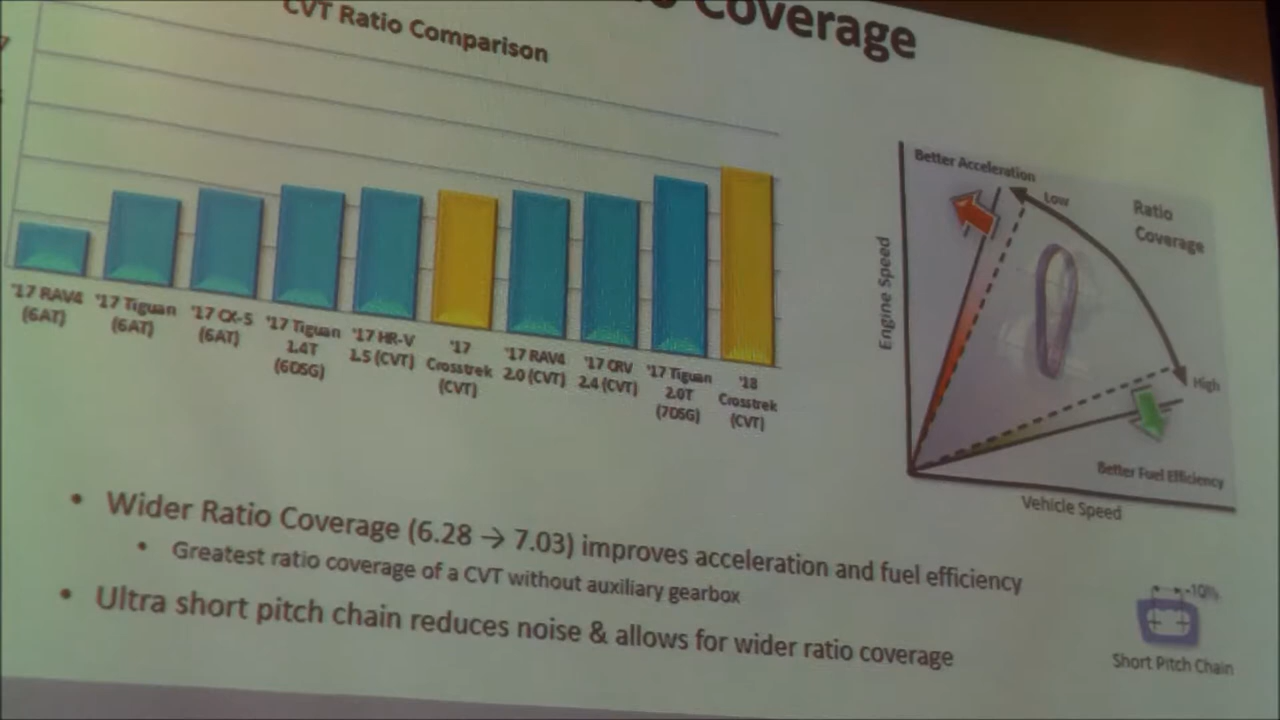 Coverage
CVT Ratio Comparison
'17 RAV4
(6AT)
'17 Tiguan
(6AT)
'17 CX-5
(6AT)
'17 Tiguan
1.4T
(6DSG)
'17 HR-V
1.5 (CVT)
'17
Crosstrek
(CVT)
'17 RAV4
2.0 (CVT)
'17 CRV
2.4 (CVT)
'17 Tiguan
2.0T
(7DSG)
'18
Crosstrek
(CVT)
Better Acceleration
Low
Ratio
Coverage
Engine Speed
High
Better Fuel Efficiency
Vehicle Speed
• Wider Ratio Coverage (6.28 → 7.03) improves acceleration and fuel efficiency
• Greatest ratio coverage of a CVT without auxiliary gearbox
• Ultra short pitch chain reduces noise & allows for wider ratio coverage
-10%
Short Pitch Chain